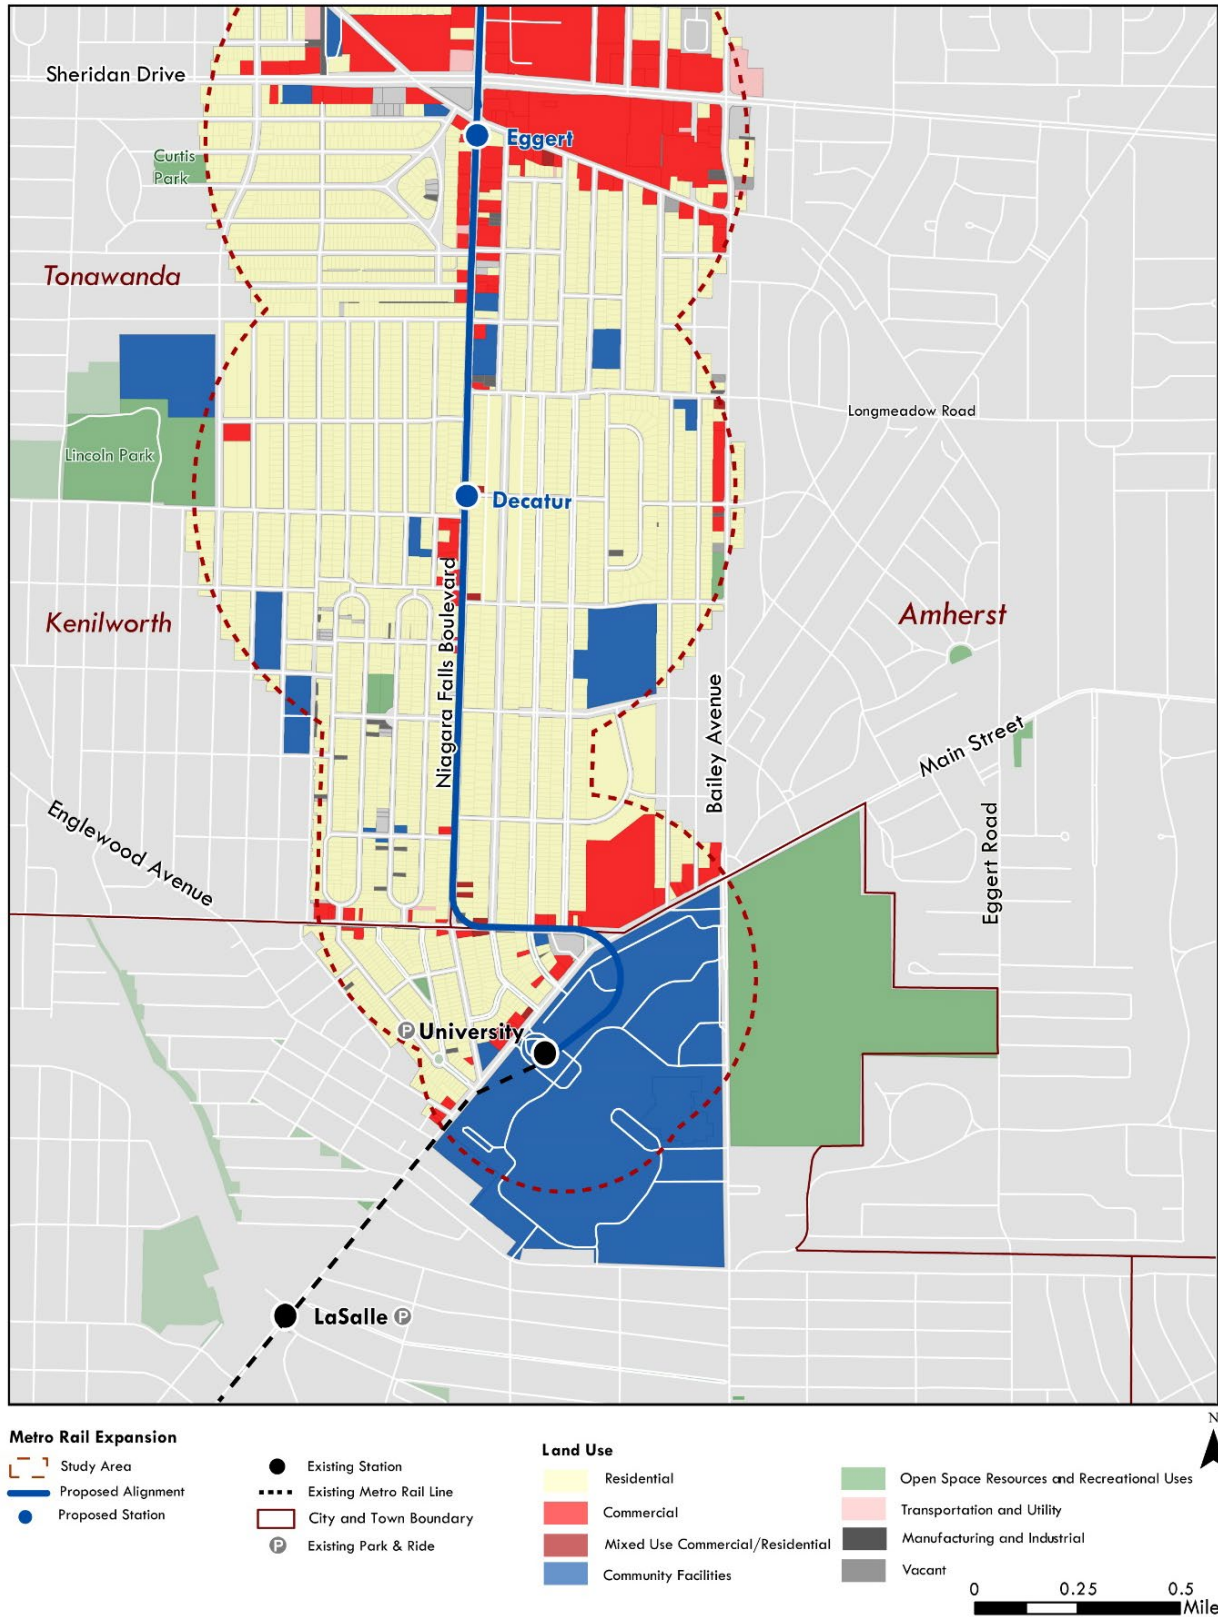 Sheridan Drive
Eggert
Curtis
Park
Tonawanda
Longmeadow Road
Lincoln Park
Decatur
Niagara Falls Boulevard
Kenilworth
Amherst
Bailey Avenue
Main Street
Englewood Avenue
Eggert Road
P University
LaSalle P
N
Metro Rail Expansion
Study Area
Proposed Alignment
Proposed Station
Existing Station
Existing Metro Rail Line
City and Town Boundary
P Existing Park & Ride
Land Use
Residential
Commercial
Mixed Use Commercial/Residential
Community Facilities
Open Space Resources and Recreational Uses
Transportation and Utility
Manufacturing and Industrial
Vacant
0 0.25 0.5
Mile